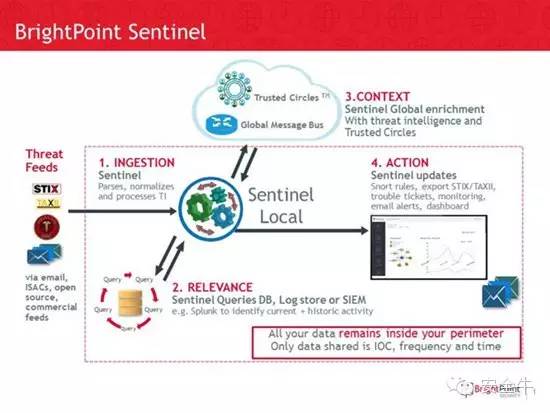 BrightPoint Sentinel
Trusted Circles™
Global Message Bus
3.CONTEXT
Sentinel Global enrichment
With threat intelligence and
Trusted Circles
Threat
Feeds
STIX
TAXII
via email,
ISACs, open
source,
commercial
feeds
1. INGESTION
Sentinel
Parses, normalizes
and processes TI
Sentinel
Local
4. ACTION
Sentinel updates
Snort rules, export STIX/TAXII,
trouble tickets, monitoring,
email alerts, dashboard
Query
Query
Query
Query
Query
2. RELEVANCE
Sentinel Queries DB, Log store or SIEM
e.g. Splunk to identify current + historic activity
All your data remains inside your perimeter
Only data shared is IOC, frequency and time
BrightPoint
安全牛